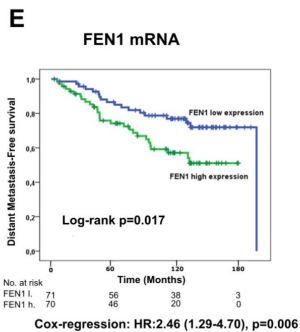 E
FEN1 mRNA
Distant Metastasis-Free survival
1,0
0,8
0,6
0,4
0,2
0,0
FEN1 low expression
FEN1 high expression
Log-rank p=0.017
0 60 120 180
Time (Months)
No. at risk
FEN1 l. 71 56 38 3
FEN1 h. 70 46 20 0
Cox-regression: HR:2.46 (1.29-4.70), p=0.006